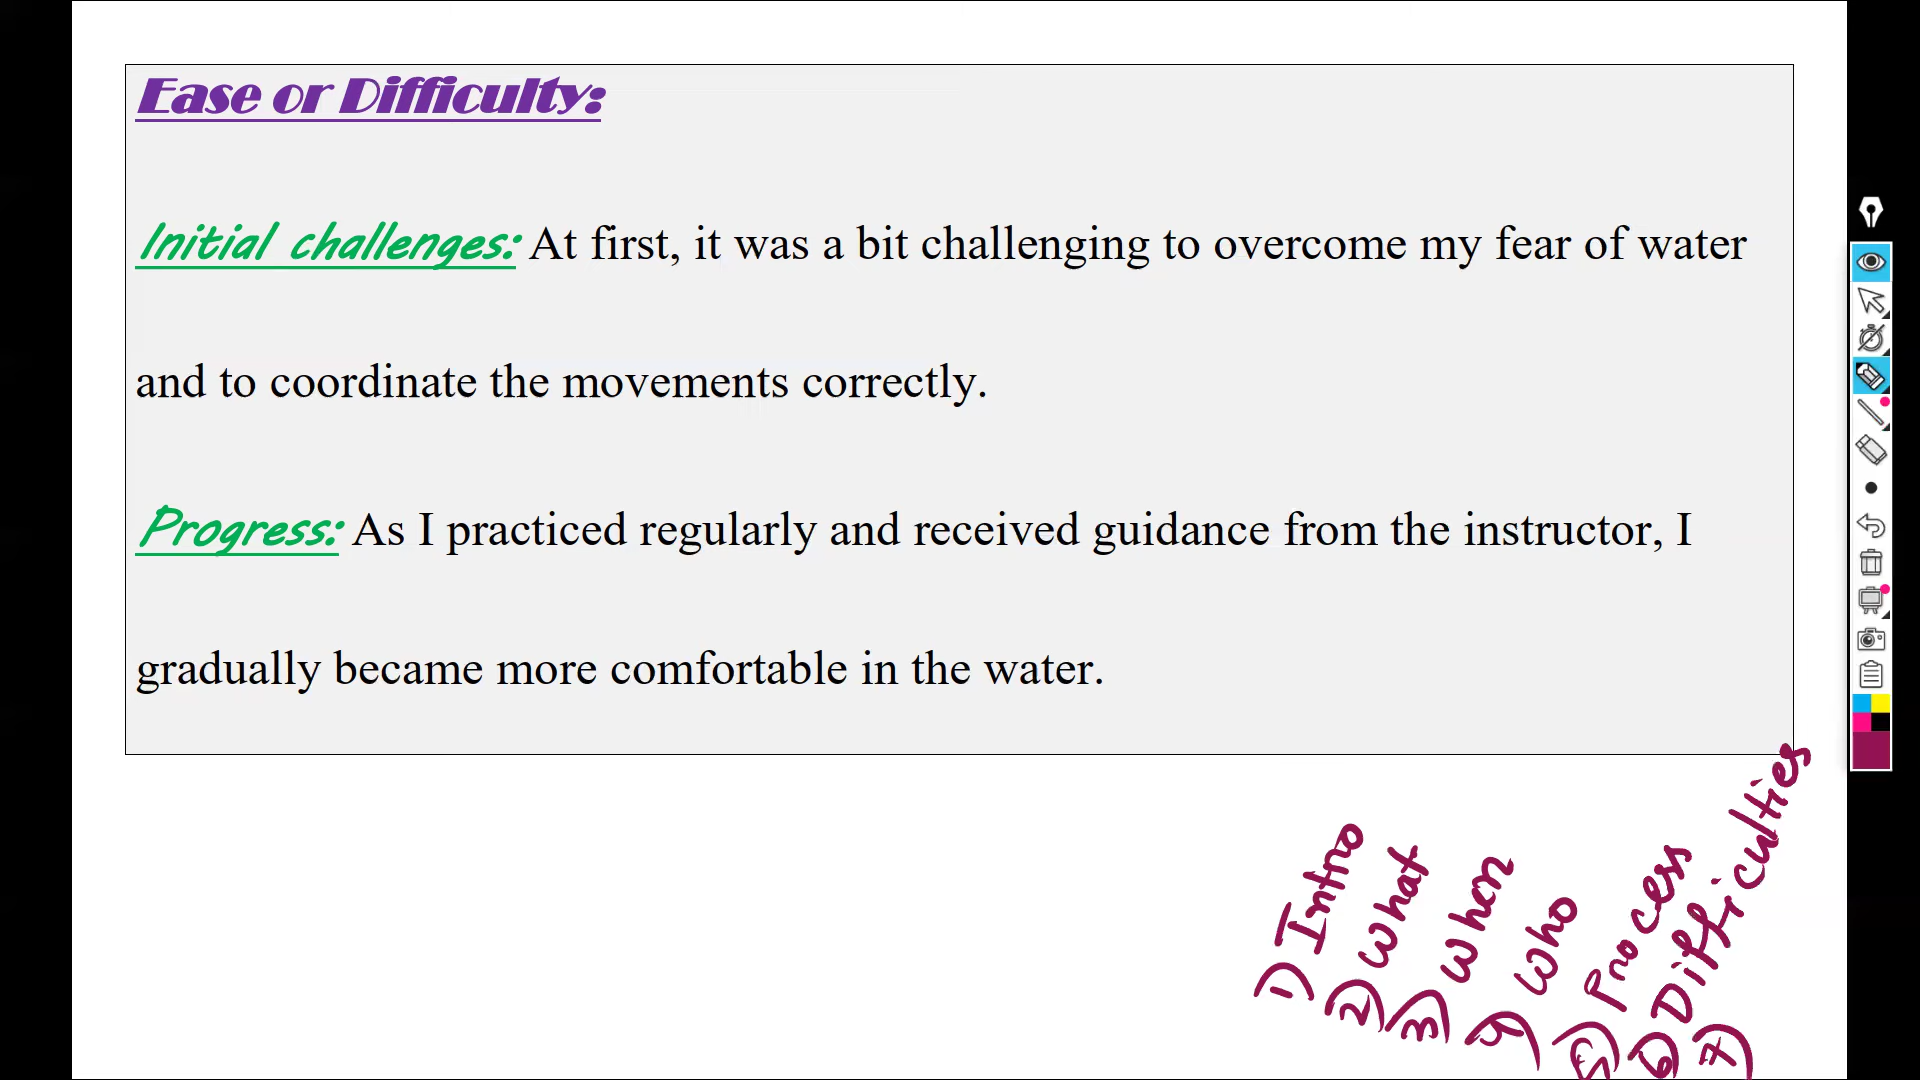 Ease or Difficulty:
Initial challenges: At first, it was a bit challenging to overcome my fear of water
and to coordinate the movements correctly.
Progress: As I practiced regularly and received guidance from the instructor, I
gradually became more comfortable in the water.
1) Intro
2) What
3) When
4) Who
5) Process
6) Difficulties
7)